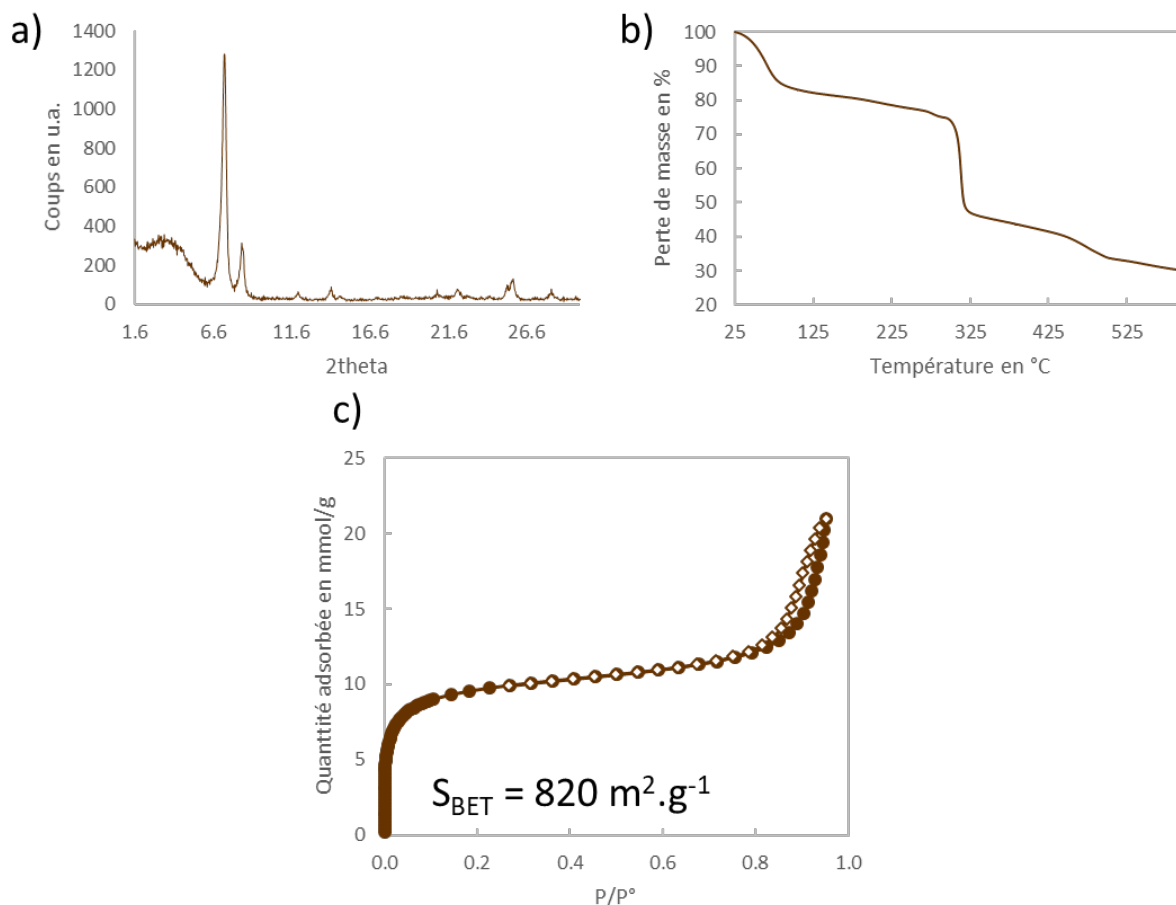 a)
1400
1200
1000
800
600
400
200
0
Coups en u.a.
1.6 6.6 11.6 16.6 21.6 26.6
2theta
b)
100
90
80
70
60
50
40
30
20
Perte de masse en %
25 125 225 325 425 525
Température en °C
c)
25
20
15
10
5
0
Quanttité adsorbée en mmol/g
S_BET = 820 m².g⁻¹
0.0 0.2 0.4 0.6 0.8 1.0
P/P°